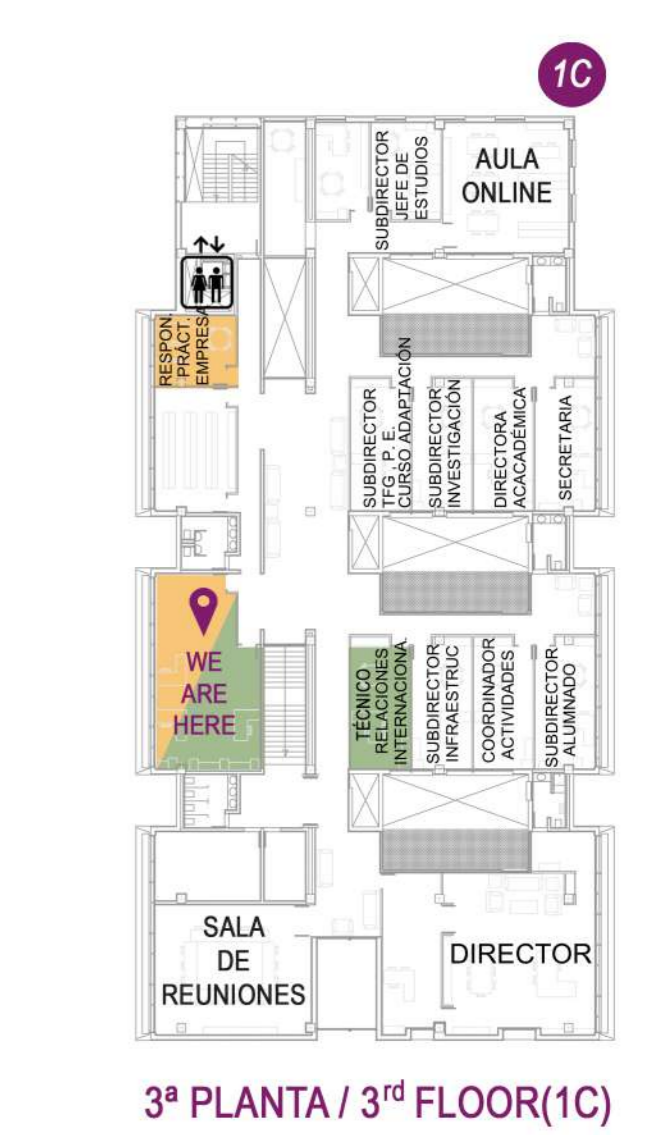 1C
SUBDIRECTOR
JEFE DE
ESTUDIOS
AULA
ONLINE
RESPON.
PRÁCT.
EMPRESA
SUBDIRECTOR
TFG , P. E.
CURSO ADAPTACIÓN
SUBDIRECTOR
INVESTIGACIÓN
DIRECTORA
ACACADÉMICA
SECRETARIA
WE
ARE
HERE
TÉCNICO
RELACIONES
INTERNACIONA.
SUBDIRECTOR
INFRAESTRUC
COORDINADOR
ACTIVIDADES
SUBDIRECTOR
ALUMNADO
SALA
DE
REUNIONES
DIRECTOR
3ª PLANTA / 3rd FLOOR(1C)